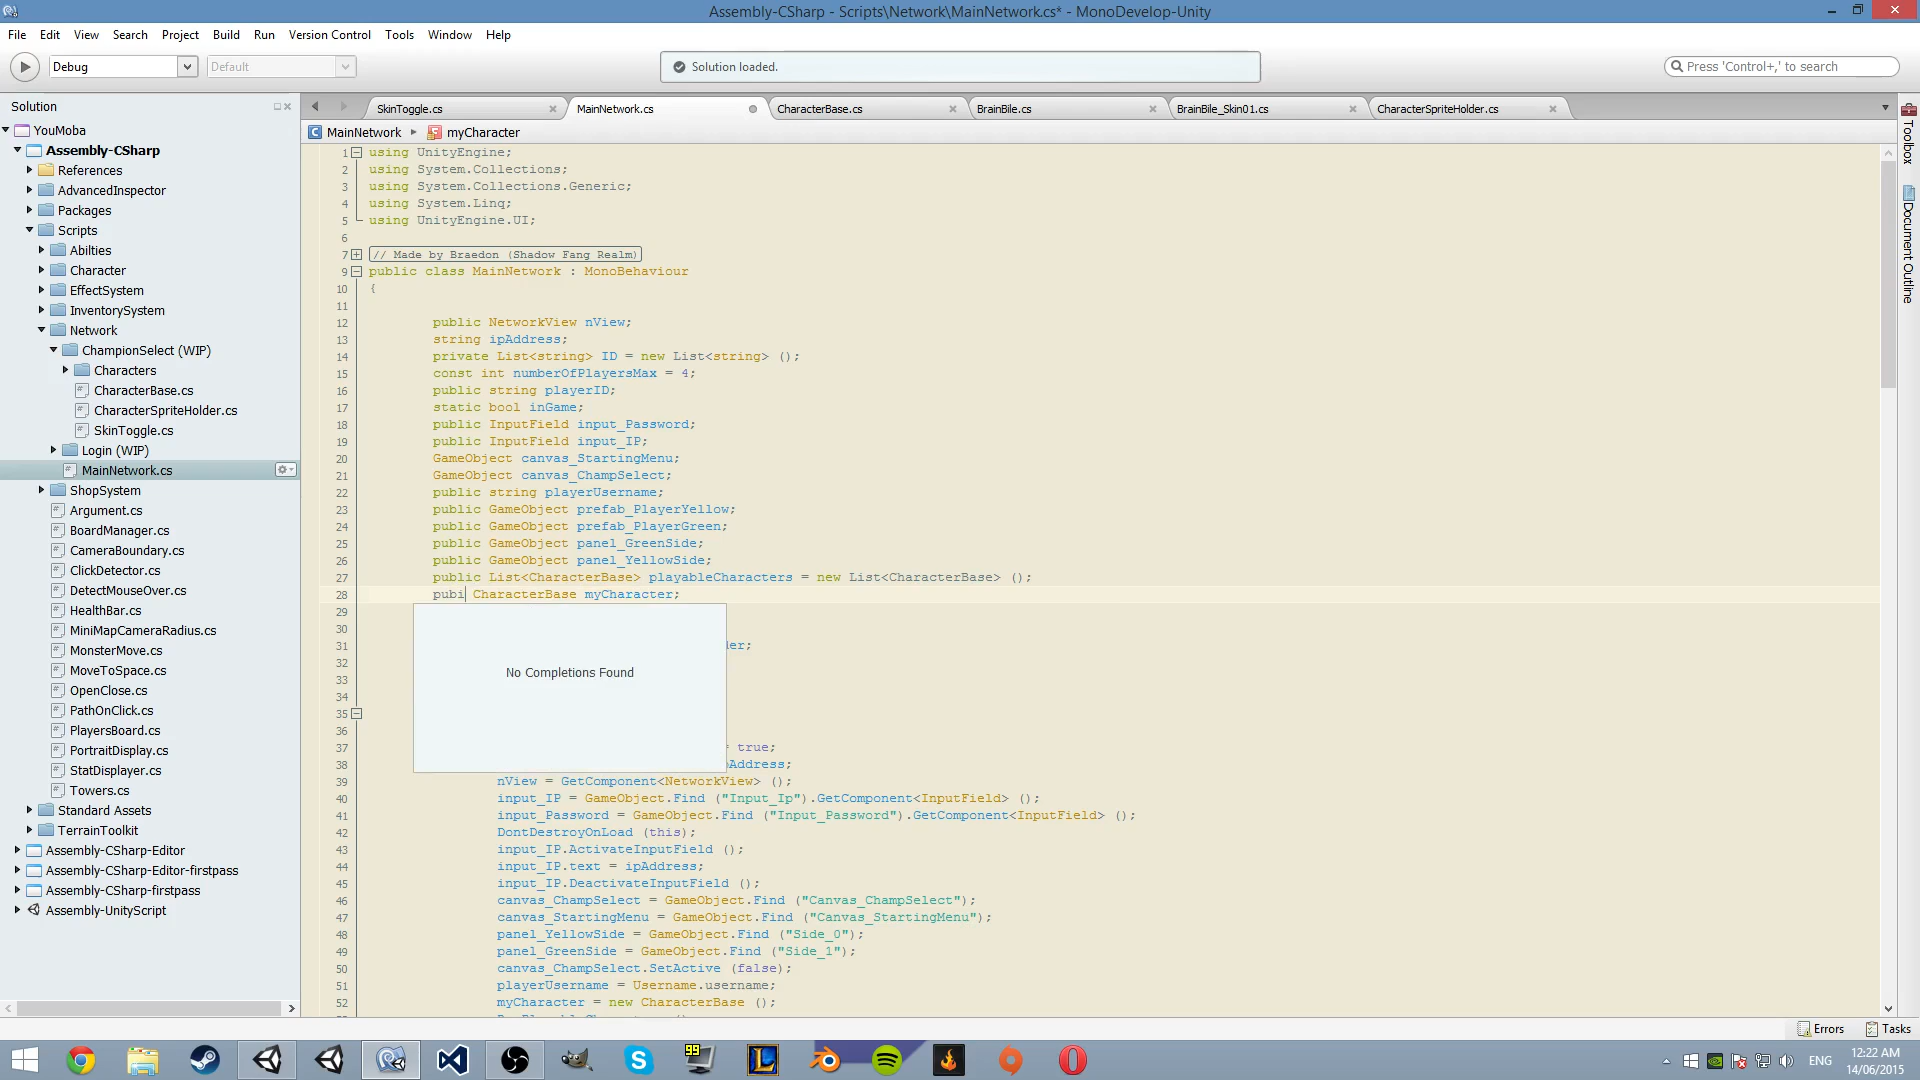 Assembly-CSharp - Scripts\Network\MainNetwork.cs* - MonoDevelop-Unity
File Edit View Search Project Build Run Version Control Tools Window Help
Debug Default Solution loaded. Press 'Control+,' to search
Solution
YouMoba
Assembly-CSharp
References
AdvancedInspector
Packages
Scripts
Abilties
Character
EffectSystem
InventorySystem
Network
ChampionSelect (WIP)
Characters
CharacterBase.cs
CharacterSpriteHolder.cs
SkinToggle.cs
Login (WIP)
MainNetwork.cs
ShopSystem
Argument.cs
BoardManager.cs
CameraBoundary.cs
ClickDetector.cs
DetectMouseOver.cs
HealthBar.cs
MiniMapCameraRadius.cs
MonsterMove.cs
MoveToSpace.cs
OpenClose.cs
PathOnClick.cs
PlayersBoard.cs
PortraitDisplay.cs
StatDisplayer.cs
Towers.cs
Standard Assets
TerrainToolkit
Assembly-CSharp-Editor
Assembly-CSharp-Editor-firstpass
Assembly-CSharp-firstpass
Assembly-UnityScript
SkinToggle.cs MainNetwork.cs CharacterBase.cs BrainBile.cs BrainBile_Skin01.cs CharacterSpriteHolder.cs
MainNetwork myCharacter
1 using UnityEngine;
2 using System.Collections;
3 using System.Collections.Generic;
4 using System.Linq;
5 using UnityEngine.UI;
6
7 // Made by Braedon (Shadow Fang Realm)
9 public class MainNetwork : MonoBehaviour
10 {
11
12 public NetworkView nView;
13 string ipAddress;
14 private List<string> ID = new List<string> ();
15 const int numberOfPlayersMax = 4;
16 public string playerID;
17 static bool inGame;
18 public InputField input_Password;
19 public InputField input_IP;
20 GameObject canvas_StartingMenu;
21 GameObject canvas_ChampSelect;
22 public string playerUsername;
23 public GameObject prefab_PlayerYellow;
24 public GameObject prefab_PlayerGreen;
25 public GameObject panel_GreenSide;
26 public GameObject panel_YellowSide;
27 public List<CharacterBase> playableCharacters = new List<CharacterBase> ();
28 pubi CharacterBase myCharacter;
29
30
31 der;
32
33
34
35
36
37 = true;
38 pAddress;
39 nView = GetComponent<NetworkView> ();
40 input_IP = GameObject.Find ("Input_Ip").GetComponent<InputField> ();
41 input_Password = GameObject.Find ("Input_Password").GetComponent<InputField> ();
42 DontDestroyOnLoad (this);
43 input_IP.ActivateInputField ();
44 input_IP.text = ipAddress;
45 input_IP.DeactivateInputField ();
46 canvas_ChampSelect = GameObject.Find ("Canvas_ChampSelect");
47 canvas_StartingMenu = GameObject.Find ("Canvas_StartingMenu");
48 panel_YellowSide = GameObject.Find ("Side_0");
49 panel_GreenSide = GameObject.Find ("Side_1");
50 canvas_ChampSelect.SetActive (false);
51 playerUsername = Username.username;
52 myCharacter = new CharacterBase ();
No Completions Found
Toolbox
Document Outline
Errors Tasks
99
ENG
12:22 AM
14/06/2015